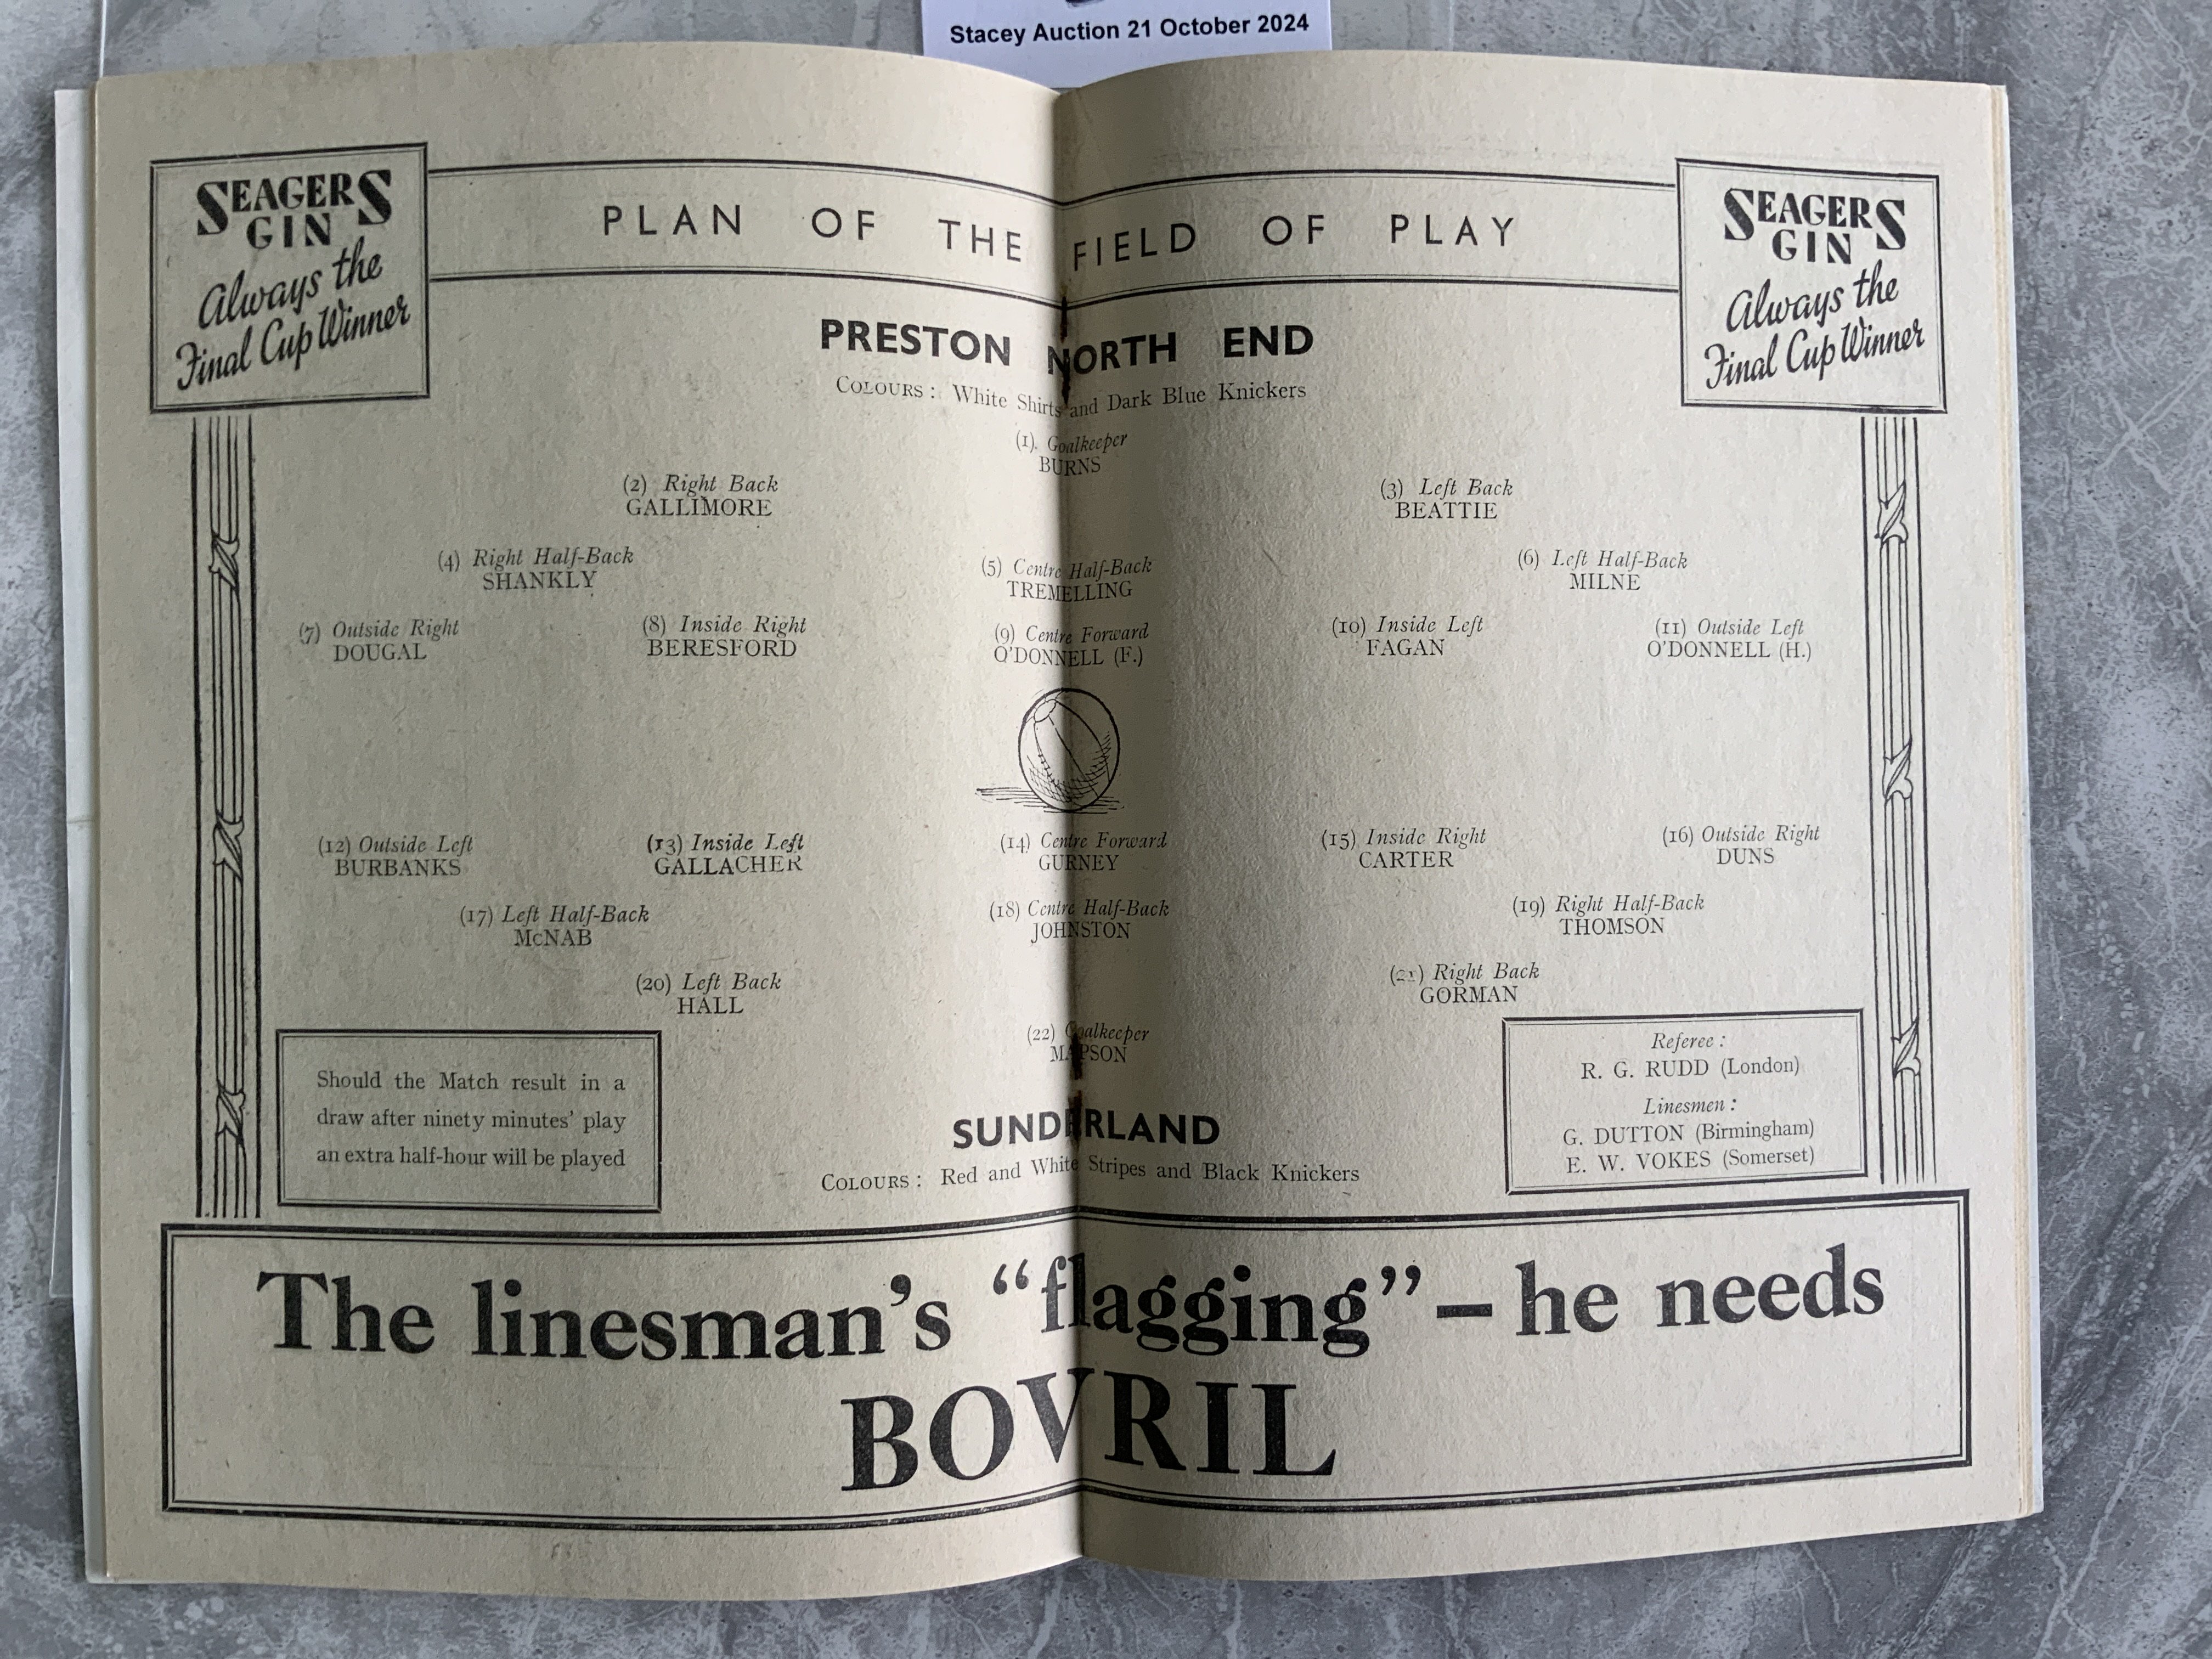 Stacey Auction 21 October 2024
SEAGERS
GIN
Always the
Final Cup Winner
PLAN OF THE FIELD OF PLAY
SEAGERS
GIN
Always the
Final Cup Winner
PRESTON NORTH END
COLOURS: White Shirts and Dark Blue Knickers
(1). Goalkeeper
BURNS
(2) Right Back
GALLIMORE
(3) Left Back
BEATTIE
(4) Right Half-Back
SHANKLY
(5) Centre Half-Back
TREMELLING
(6) Left Half-Back
MILNE
(7) Outside Right
DOUGAL
(8) Inside Right
BERESFORD
(9) Centre Forward
O'DONNELL (F.)
(10) Inside Left
FAGAN
(11) Outside Left
O'DONNELL (H.)
(12) Outside Left
BURBANKS
(13) Inside Left
GALLACHER
(14) Centre Forward
GURNEY
(15) Inside Right
CARTER
(16) Outside Right
DUNS
(17) Left Half-Back
McNAB
(18) Centre Half-Back
JOHNSTON
(19) Right Half-Back
THOMSON
(20) Left Back
HALL
(21) Right Back
GORMAN
(22) Goalkeeper
MAPSON
Should the Match result in a
draw after ninety minutes' play
an extra half-hour will be played
SUNDERLAND
COLOURS: Red and White Stripes and Black Knickers
Referee:
R. G. RUDD (London)
Linesmen:
G. DUTTON (Birmingham)
E. W. VOKES (Somerset)
The linesman's "flagging" — he needs
BOVRIL